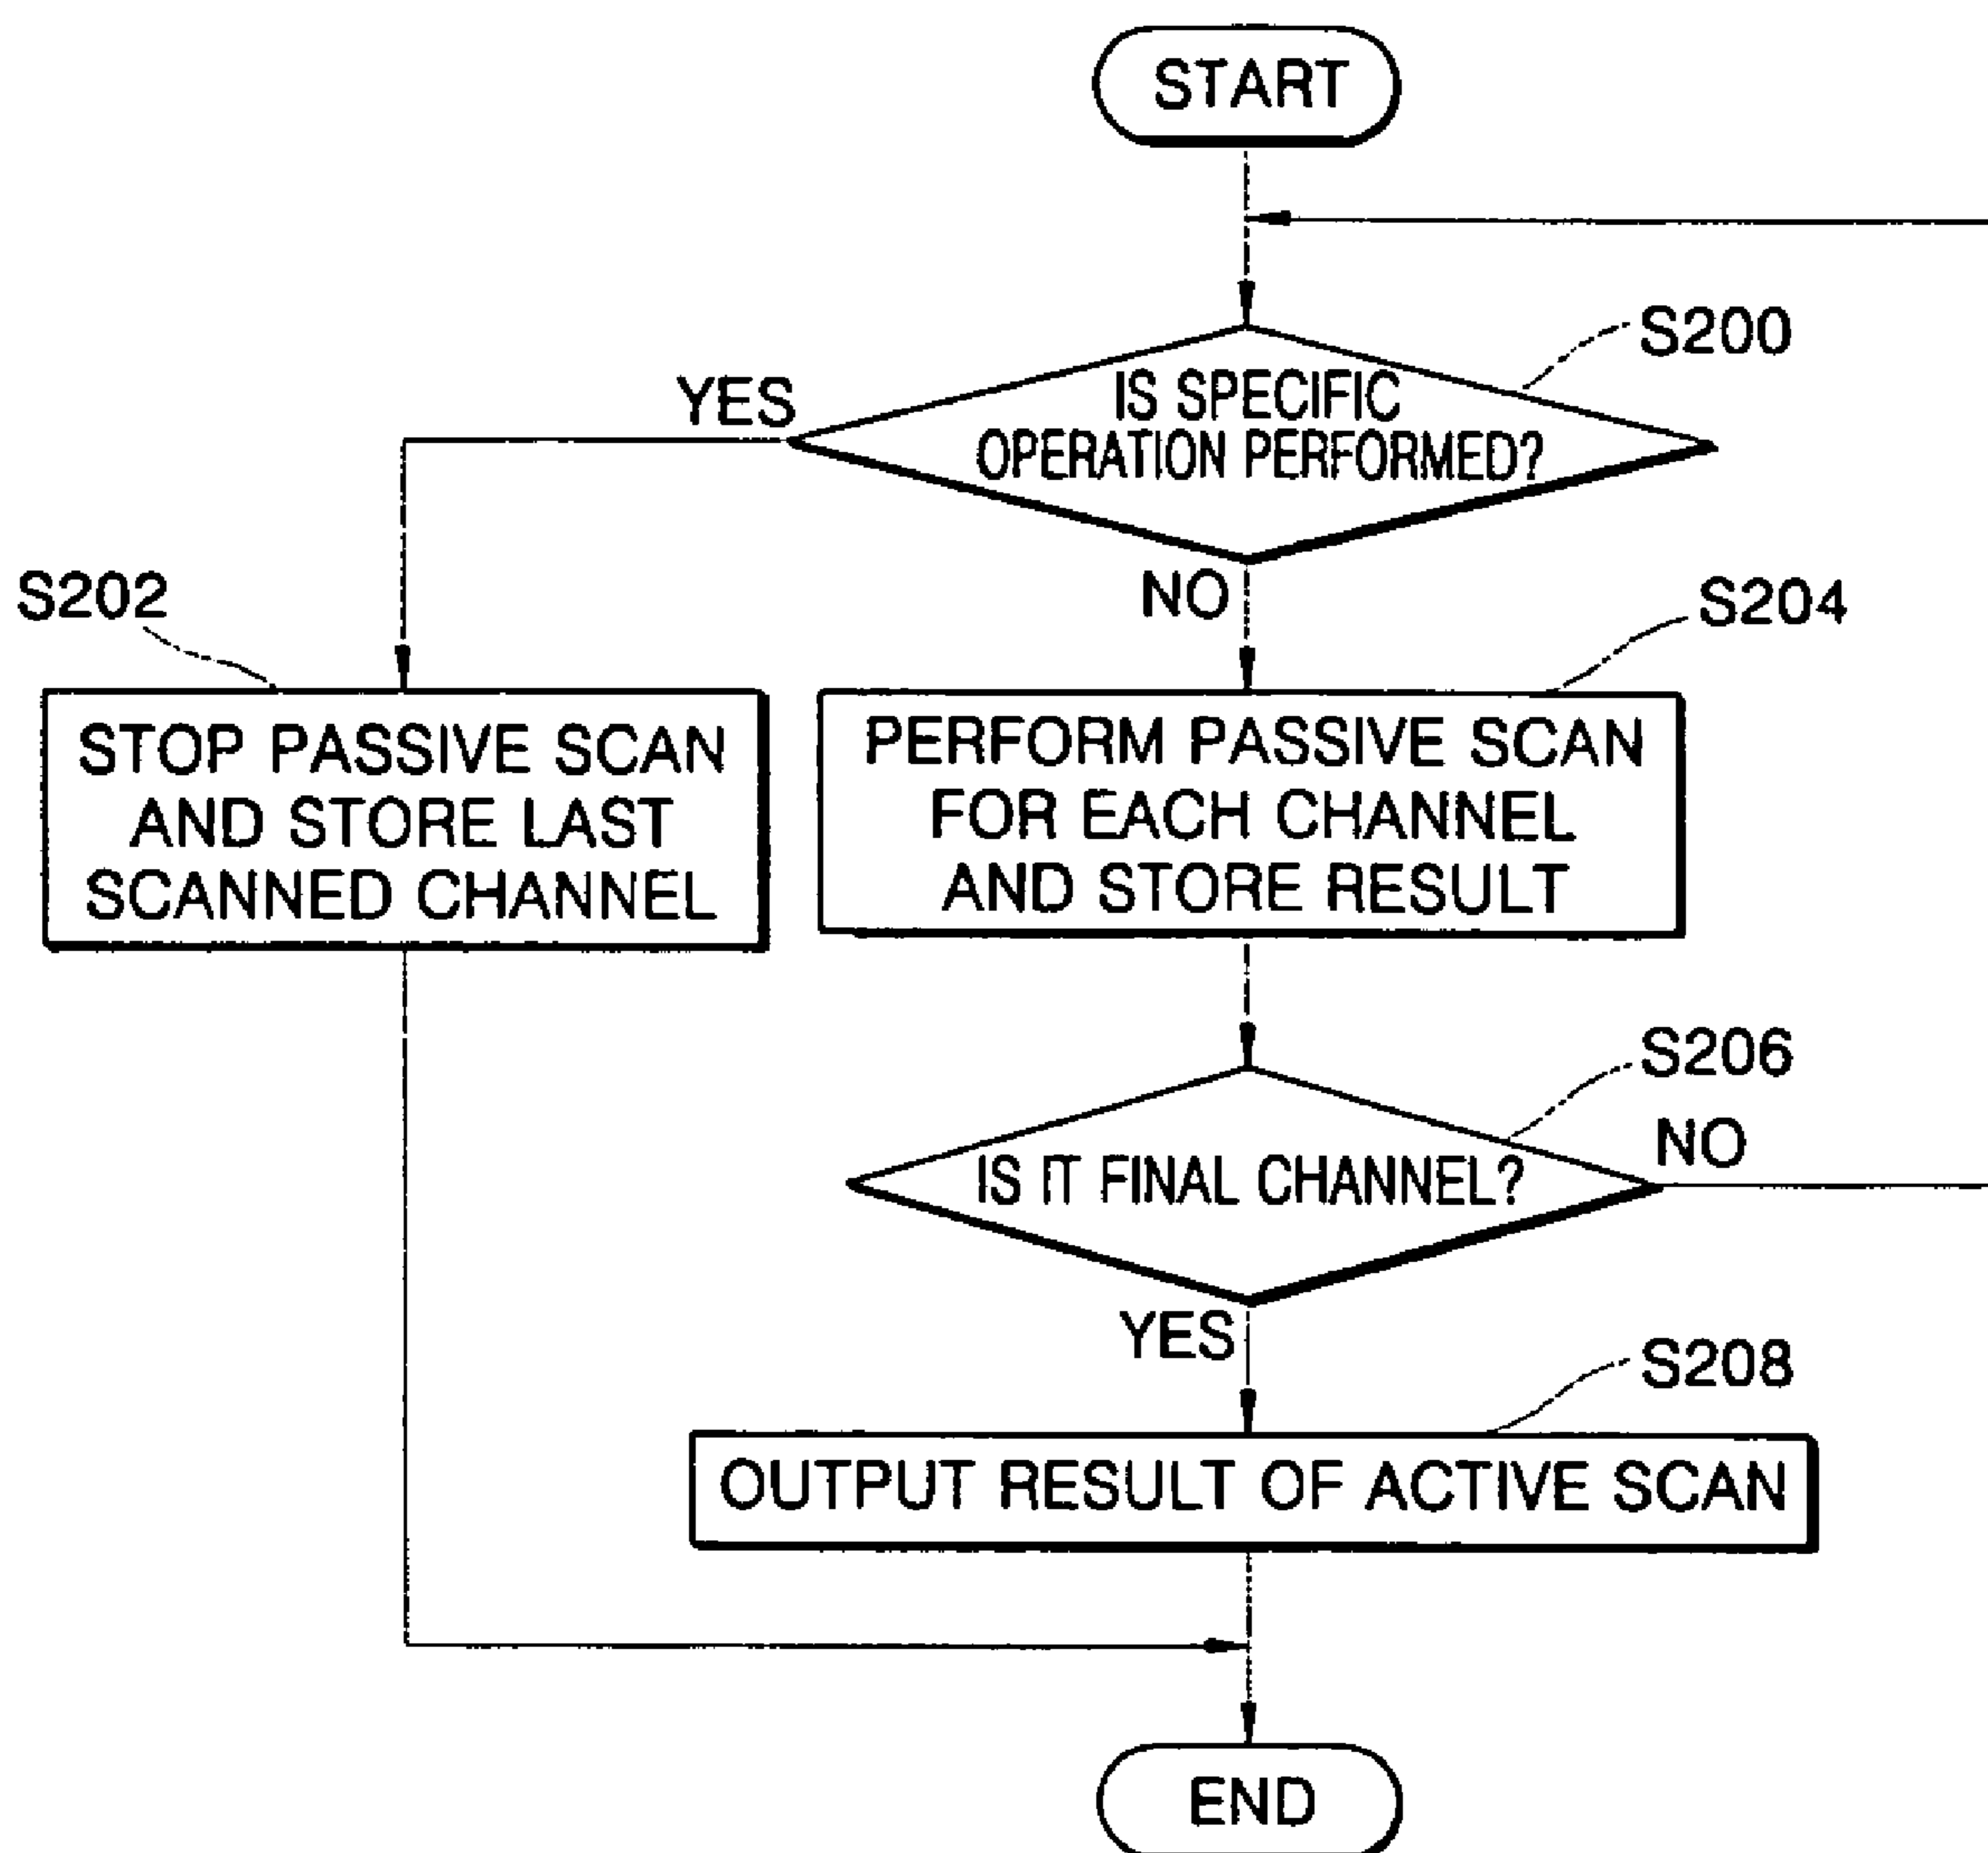 START
S200
IS SPECIFIC
OPERATION PERFORMED?
YES
NO
S202
STOP PASSIVE SCAN
AND STORE LAST
SCANNED CHANNEL
S204
PERFORM PASSIVE SCAN
FOR EACH CHANNEL
AND STORE RESULT
S206
IS IT FINAL CHANNEL?
NO
YES
S208
OUTPUT RESULT OF ACTIVE SCAN
END